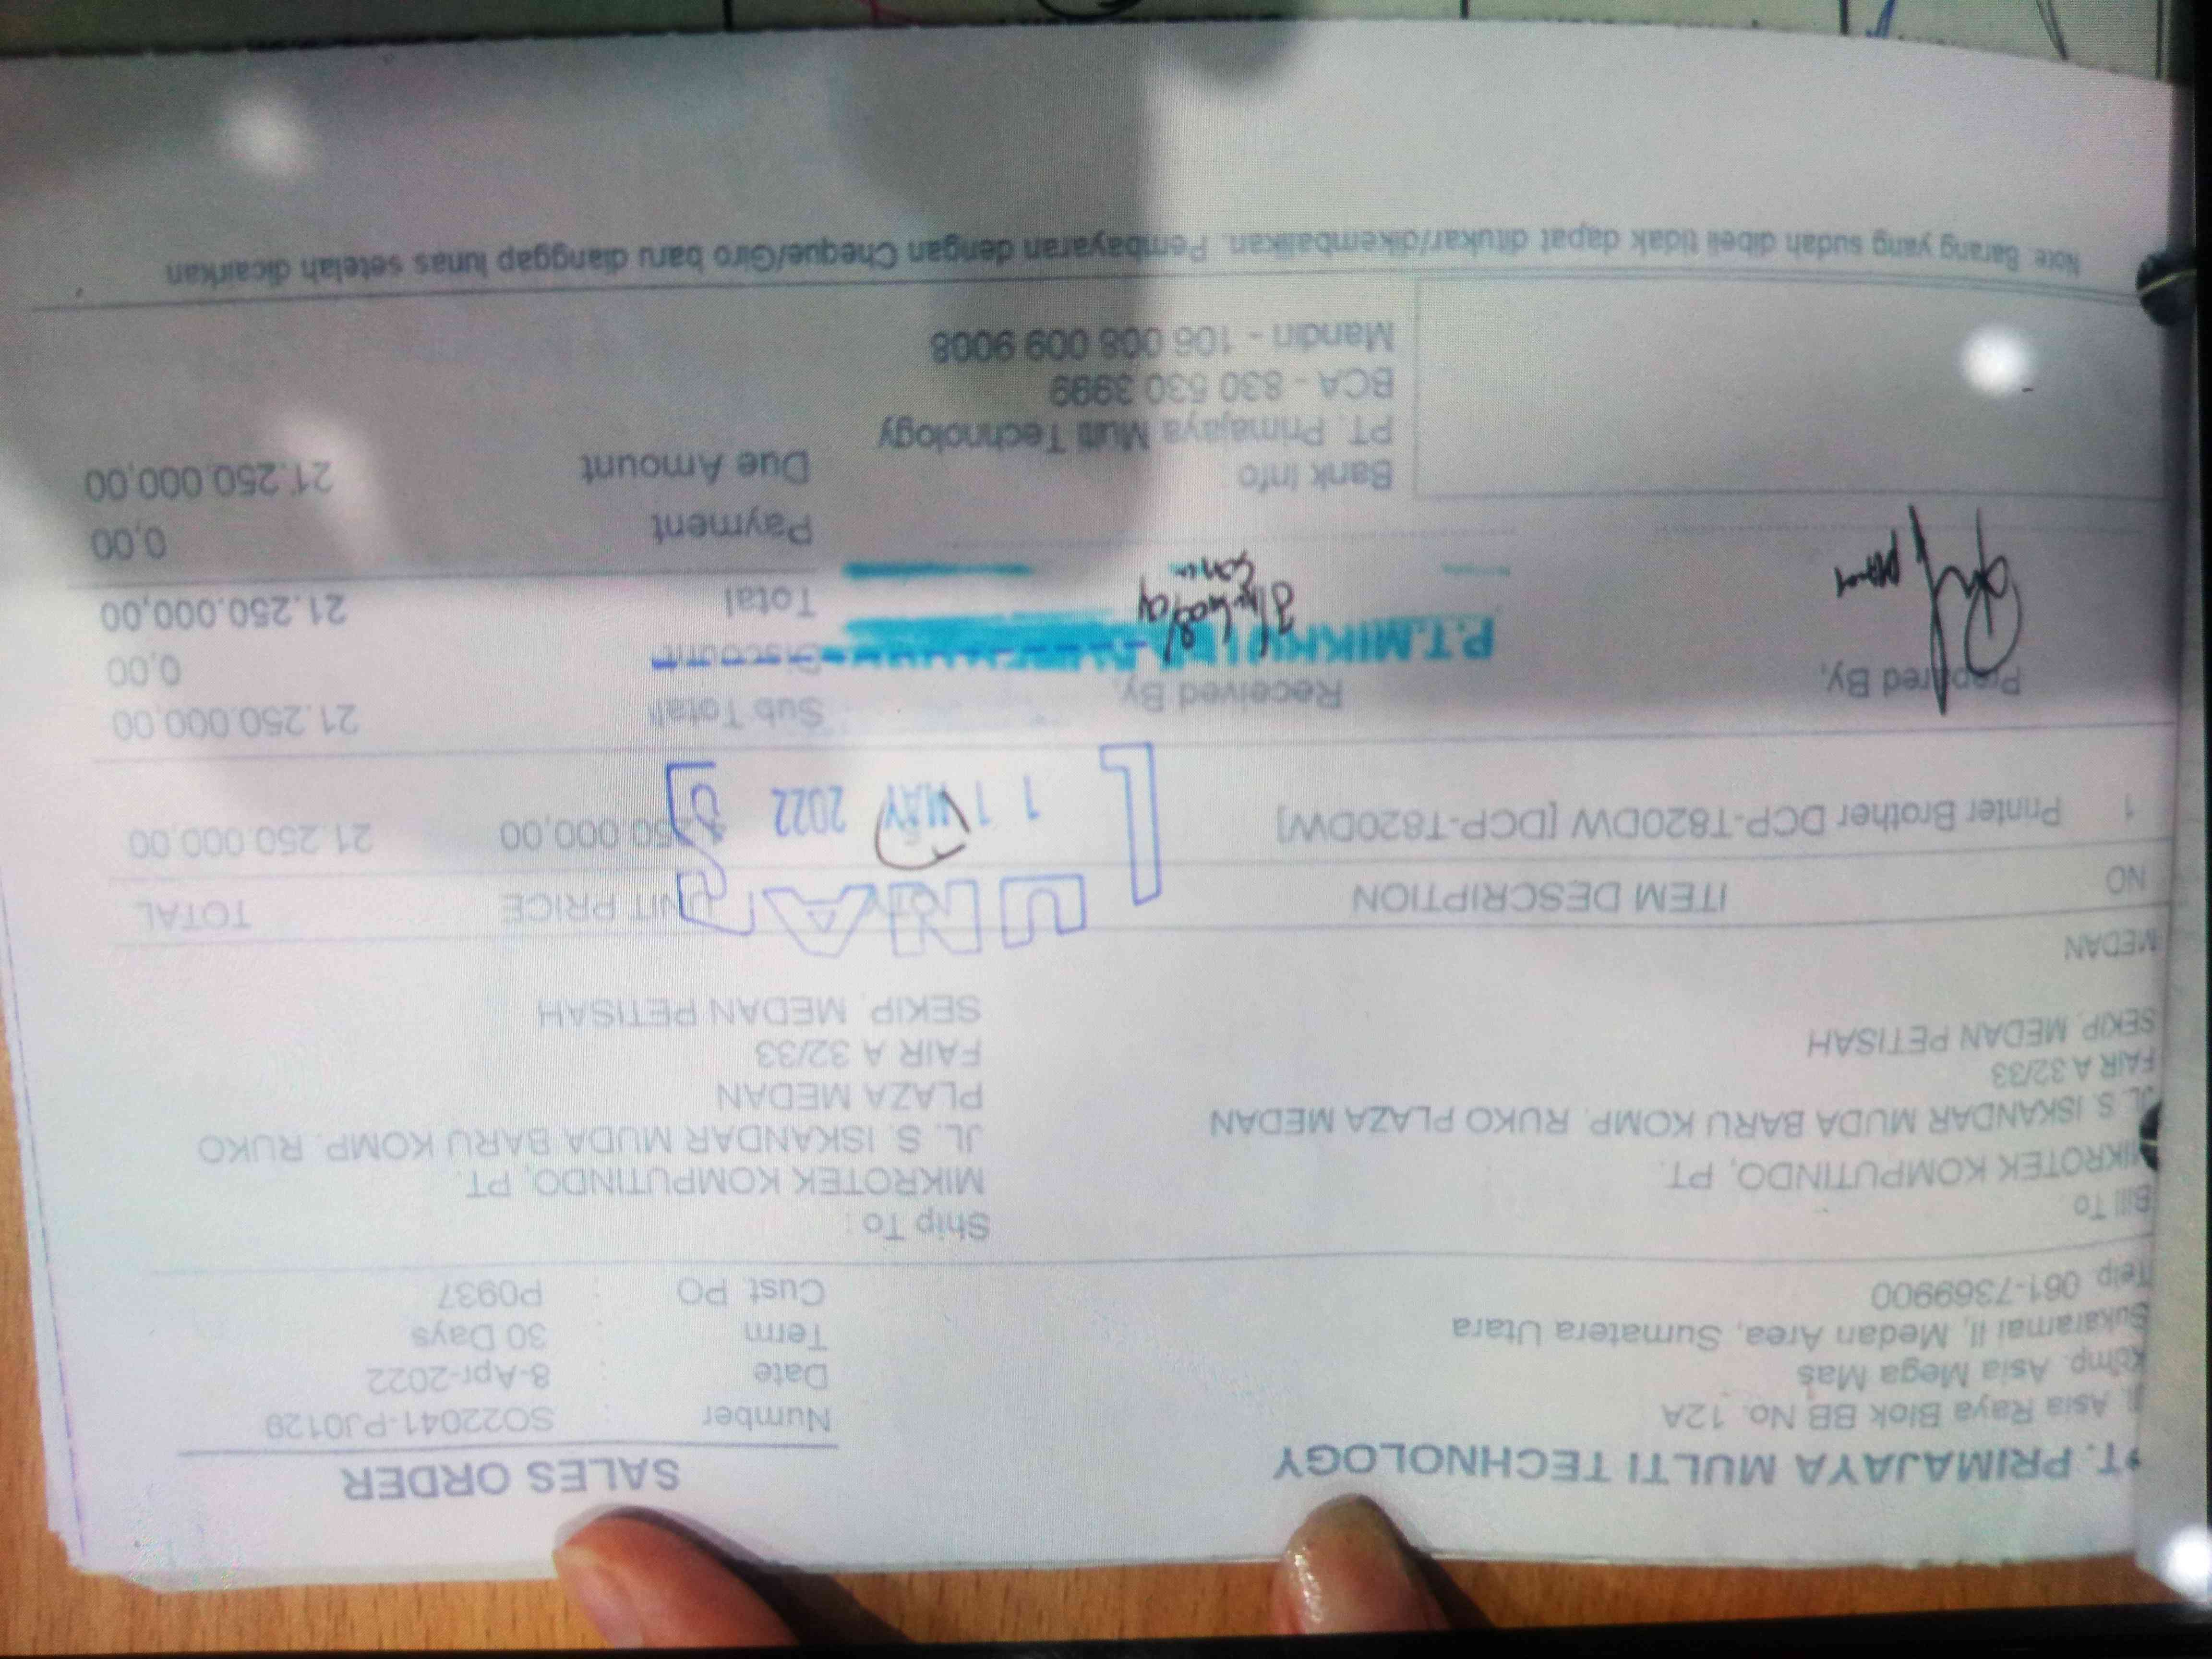 PT. PRIMAJAYA MULTI TECHNOLOGY
Asia Raya Blok BB No. 12A
Komp. Asia Mega Mas
Sukaramai II, Medan Area, Sumatera Utara
Telp. 061-7369900
SALES ORDER
Number SO22041-PJ0129
Date : 8-Apr-2022
Term : 30 Days
Cust. PO : P0937
Bill To
MIKROTEK KOMPUTINDO, PT.
JL. S. ISKANDAR MUDA BARU KOMP. RUKO PLAZA MEDAN
FAIR A 32/33
SEKIP, MEDAN PETISAH
MEDAN
Ship To :
MIKROTEK KOMPUTINDO, PT.
JL. S. ISKANDAR MUDA BARU KOMP. RUKO
PLAZA MEDAN
FAIR A 32/33
SEKIP, MEDAN PETISAH
NO ITEM DESCRIPTION UNIT PRICE TOTAL
LUNAS
1 Printer Brother DCP-T820DW [DCP-T820DW] 250.000,00 21.250.000,00
11 MAY 2022
Prepared By,
Received By,
P.T.MIKROTEK
Sub Total 21.250.000,00
Discount 0,00
Total 21.250.000,00
Payment 0,00
Due Amount 21.250.000,00
Bank Info :
PT. Primajaya Multi Technology
BCA - 830 530 3999
Mandiri - 106 008 009 9008
Note: Barang yang sudah dibeli tidak dapat ditukar/dikembalikan. Pembayaran dengan Cheque/Giro baru dianggap lunas setelah dicairkan